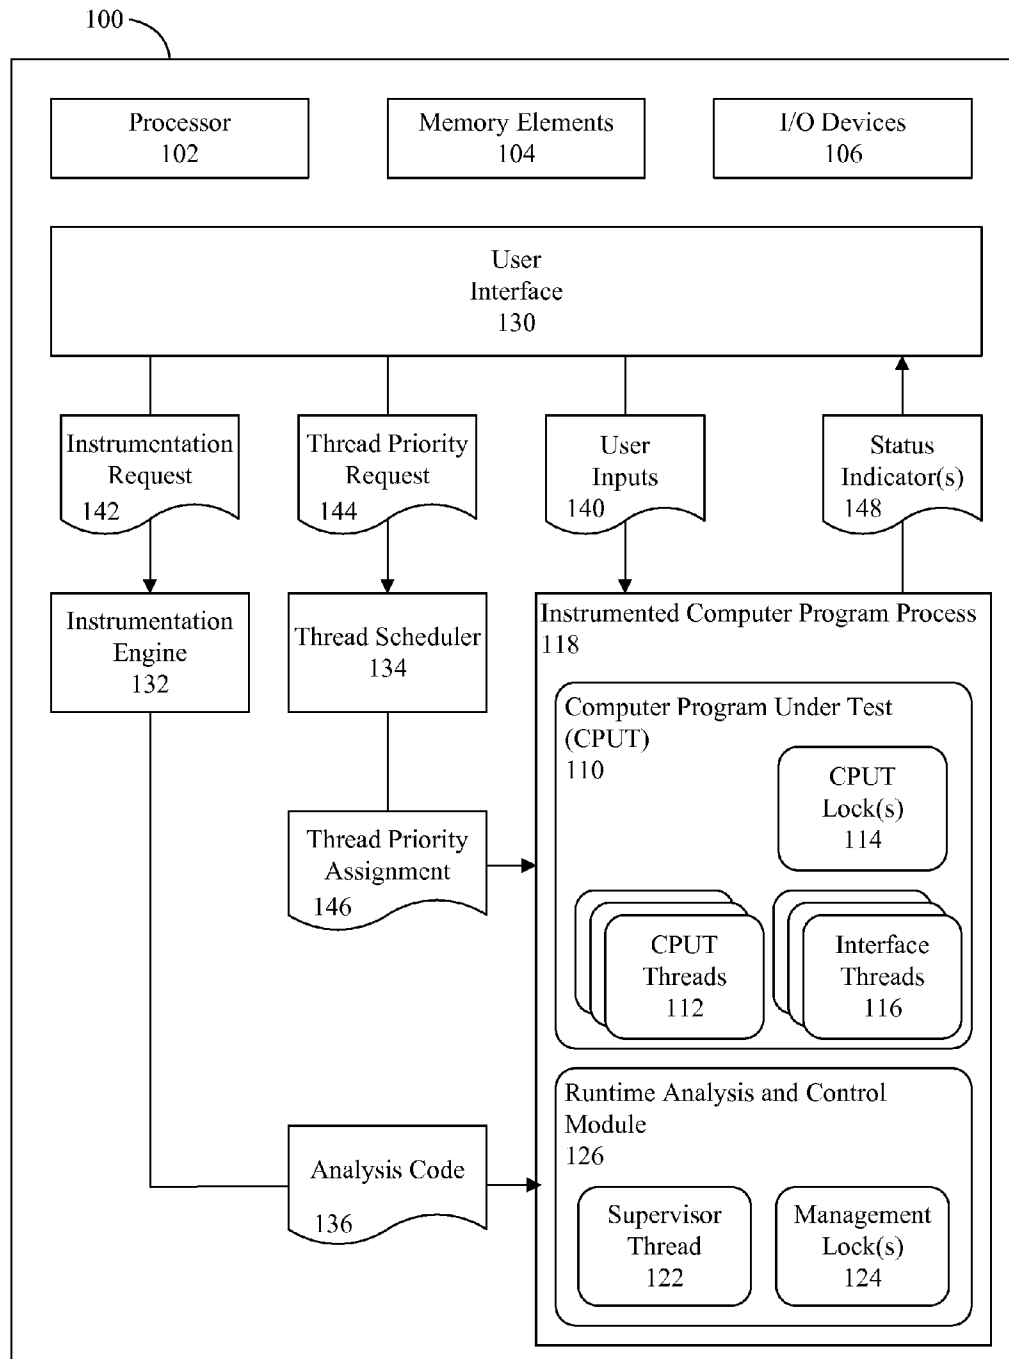 100
Processor
102
Memory Elements
104
I/O Devices
106
User
Interface
130
Instrumentation
Request
142
Thread Priority
Request
144
User
Inputs
140
Status
Indicator(s)
148
Instrumentation
Engine
132
Thread Scheduler
134
Instrumented Computer Program Process
118
Computer Program Under Test
(CPUT)
110
CPUT
Lock(s)
114
Thread Priority
Assignment
146
CPUT
Threads
112
Interface
Threads
116
Runtime Analysis and Control
Module
126
Analysis Code
136
Supervisor
Thread
122
Management
Lock(s)
124